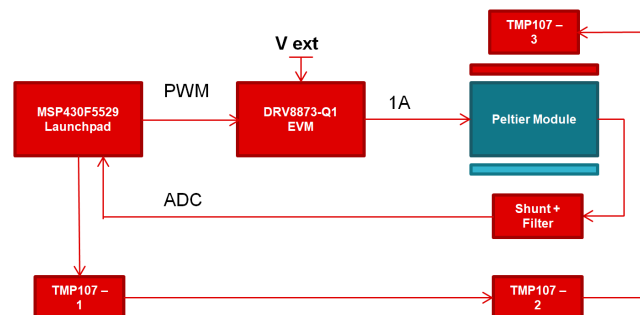 TMP107 –
3
V ext
PWM
MSP430F5529
Launchpad
DRV8873-Q1
EVM
1A
Peltier Module
ADC
Shunt +
Filter
TMP107 –
1
TMP107 –
2